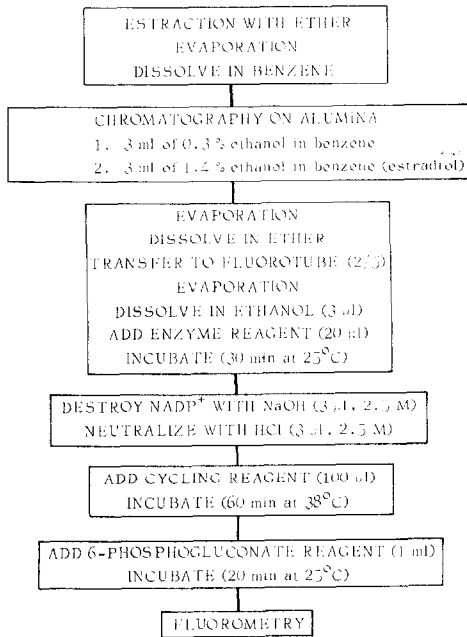 ESTRACTION WITH ETHER
EVAPORATION
DISSOLVE IN BENZENE
CHROMATOGRAPHY ON ALUMINA
1. 3 ml of 0.3 % ethanol in benzene
2. 3 ml of 1.4 % ethanol in benzene (estradiol)
EVAPORATION
DISSOLVE IN ETHER
TRANSFER TO FLUOROTUBE (2/3)
EVAPORATION
DISSOLVE IN ETHANOL (3 µl)
ADD ENZYME REAGENT (20 µl)
INCUBATE (30 min at 25°C)
DESTROY NADP⁺ WITH NaOH (3 µl, 2.5 M)
NEUTRALIZE WITH HCl (3 µl, 2.5 M)
ADD CYCLING REAGENT (100 µl)
INCUBATE (60 min at 38°C)
ADD 6-PHOSPHOGLUCONATE REAGENT (1 ml)
INCUBATE (20 min at 25°C)
FLUOROMETRY